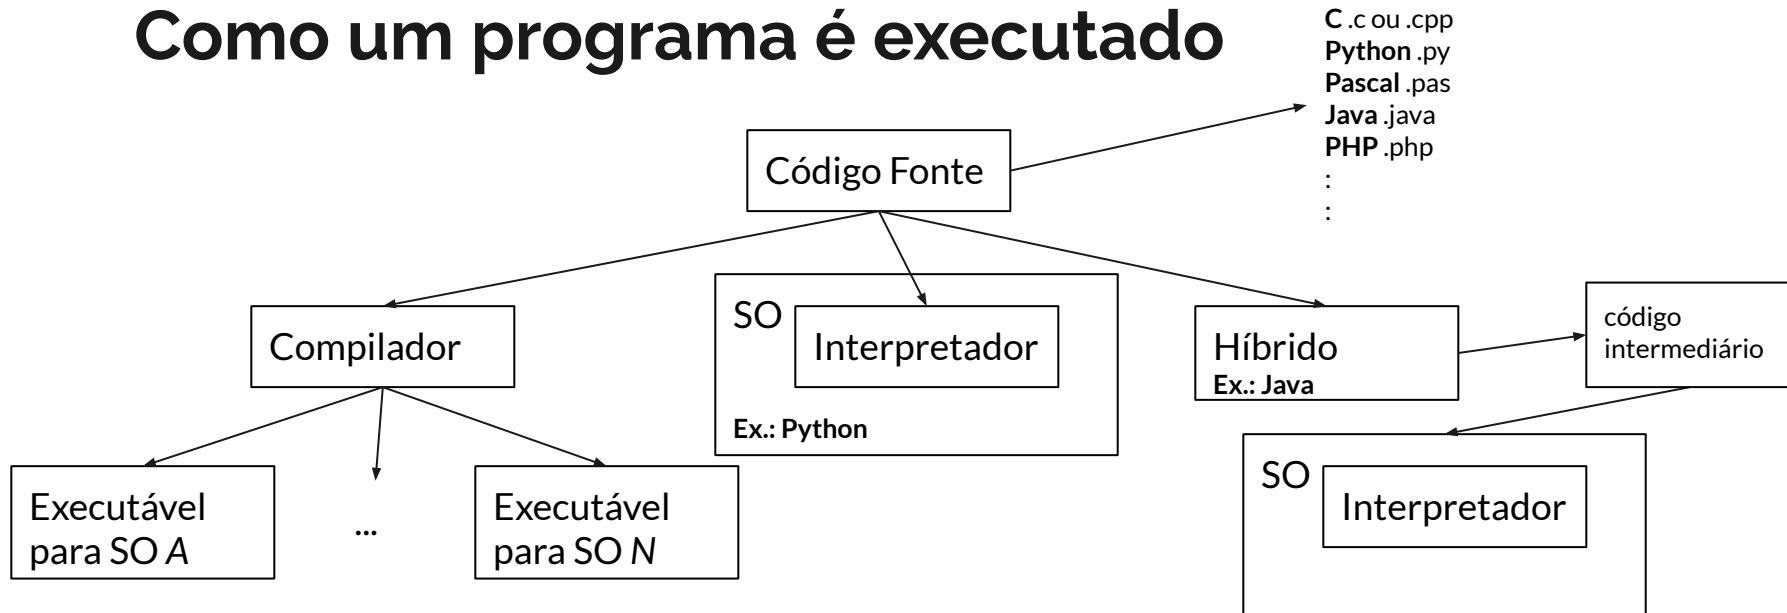 Como um programa é executado
C .c ou .cpp
Python .py
Pascal .pas
Java .java
PHP .php
:
:
Código Fonte
Compilador
SO
Interpretador
Ex.: Python
Híbrido
Ex.: Java
código
intermediário
Executável
para SO A
...
Executável
para SO N
SO
Interpretador